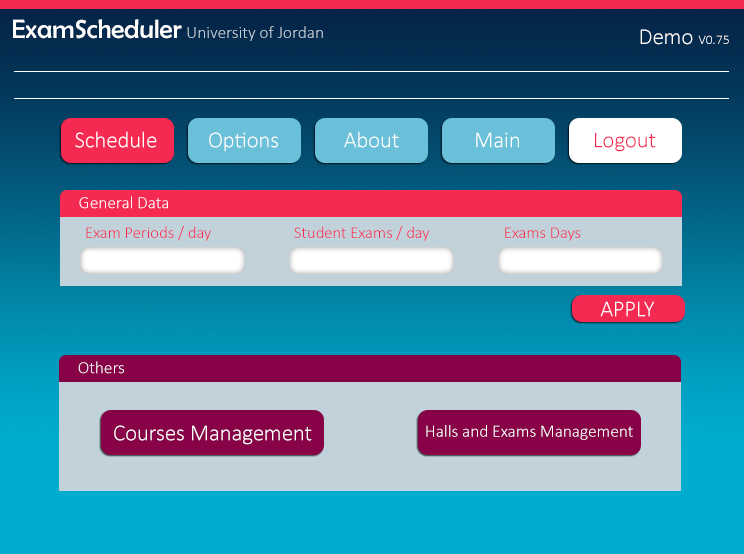 ExamScheduler University of Jordan
Demo V0.75
Schedule Options About Main Logout
General Data
Exam Periods / day Student Exams / day Exams Days
APPLY
Others
Courses Management Halls and Exams Management